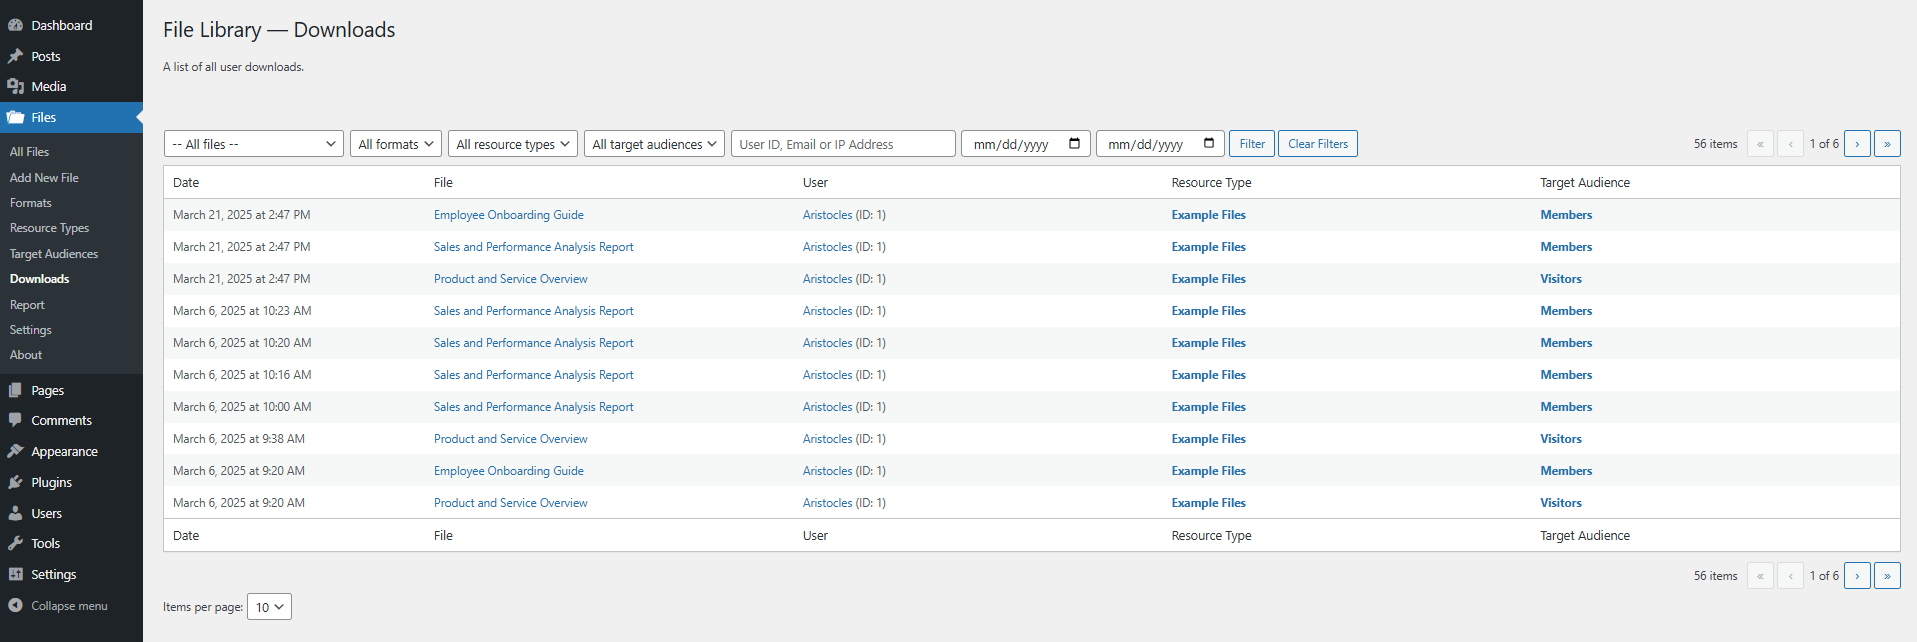 Dashboard
Posts
Media
Files
All Files
Add New File
Formats
Resource Types
Target Audiences
Downloads
Report
Settings
About
Pages
Comments
Appearance
Plugins
Users
Tools
Settings
Collapse menu
File Library — Downloads
A list of all user downloads.
-- All files -- All formats All resource types All target audiences User ID, Email or IP Address mm/dd/yyyy mm/dd/yyyy Filter Clear Filters 56 items « ‹ 1 of 6 › »
Date File User Resource Type Target Audience
March 21, 2025 at 2:47 PM Employee Onboarding Guide Aristocles (ID: 1) Example Files Members
March 21, 2025 at 2:47 PM Sales and Performance Analysis Report Aristocles (ID: 1) Example Files Members
March 21, 2025 at 2:47 PM Product and Service Overview Aristocles (ID: 1) Example Files Visitors
March 6, 2025 at 10:23 AM Sales and Performance Analysis Report Aristocles (ID: 1) Example Files Members
March 6, 2025 at 10:20 AM Sales and Performance Analysis Report Aristocles (ID: 1) Example Files Members
March 6, 2025 at 10:16 AM Sales and Performance Analysis Report Aristocles (ID: 1) Example Files Members
March 6, 2025 at 10:00 AM Sales and Performance Analysis Report Aristocles (ID: 1) Example Files Members
March 6, 2025 at 9:38 AM Product and Service Overview Aristocles (ID: 1) Example Files Visitors
March 6, 2025 at 9:20 AM Employee Onboarding Guide Aristocles (ID: 1) Example Files Members
March 6, 2025 at 9:20 AM Product and Service Overview Aristocles (ID: 1) Example Files Visitors
Date File User Resource Type Target Audience
56 items « ‹ 1 of 6 › »
Items per page: 10